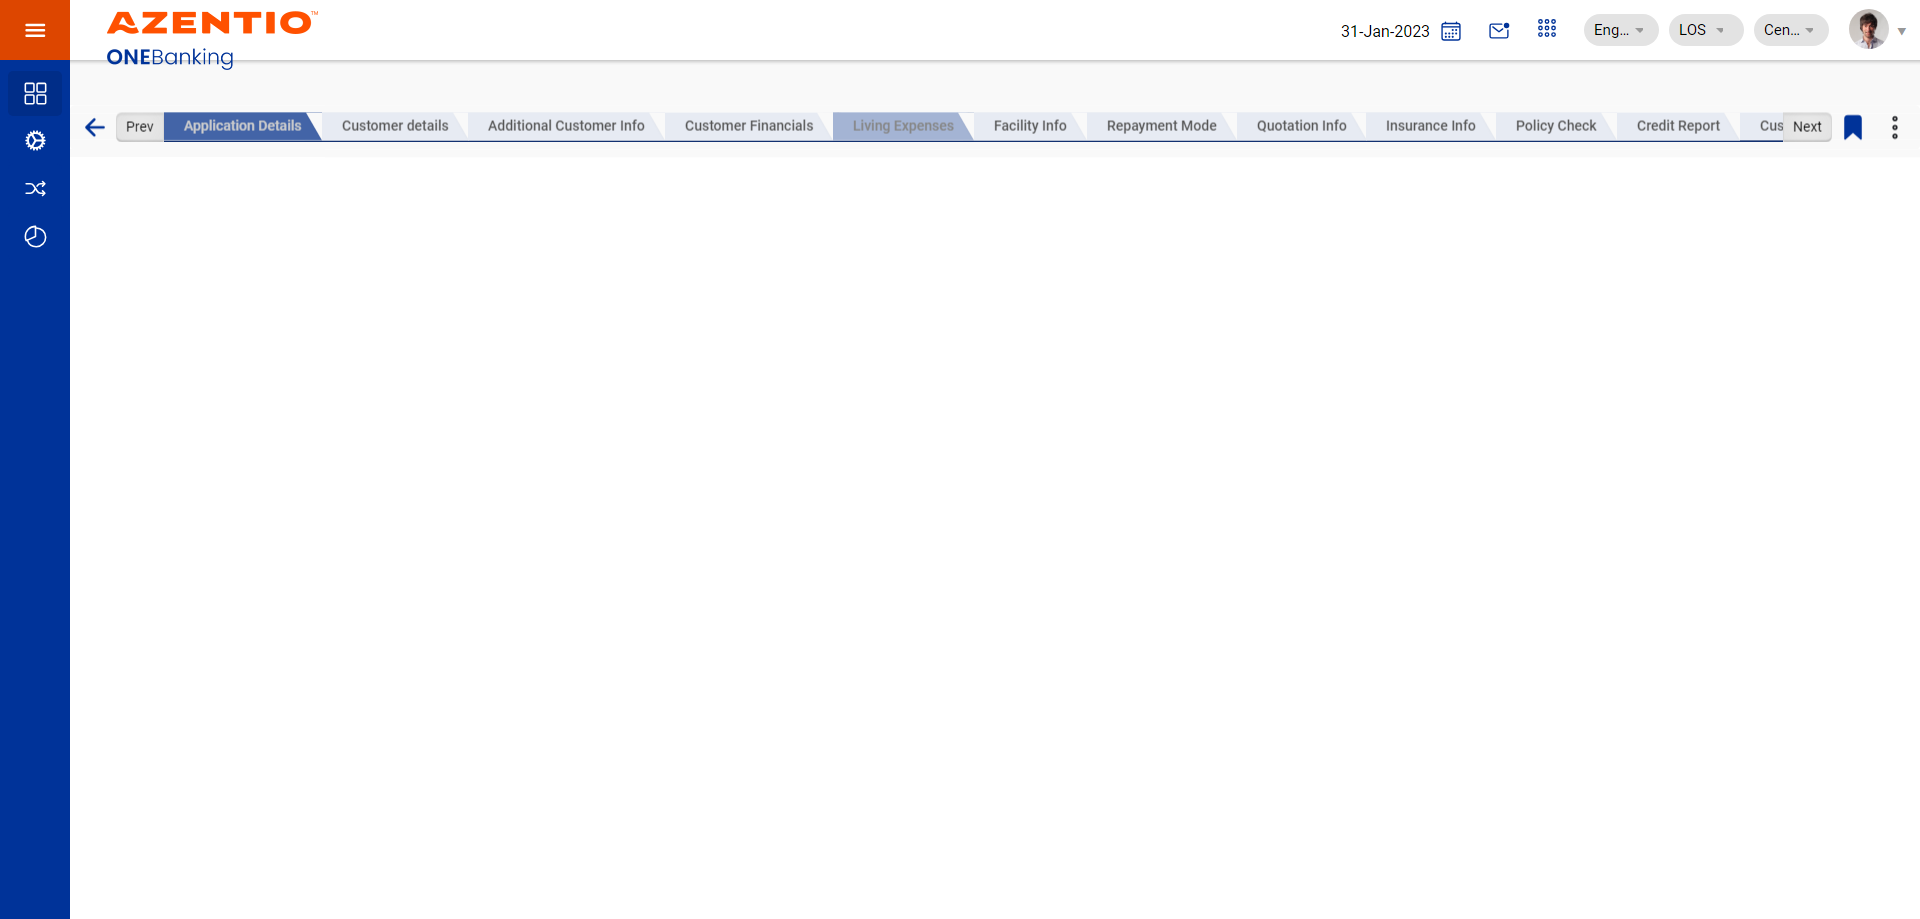 AZENTIO™
ONEBanking
31-Jan-2023
Eng...
LOS
Cen...
Prev
Application Details
Customer details
Additional Customer Info
Customer Financials
Living Expenses
Facility Info
Repayment Mode
Quotation Info
Insurance Info
Policy Check
Credit Report
Cus
Next